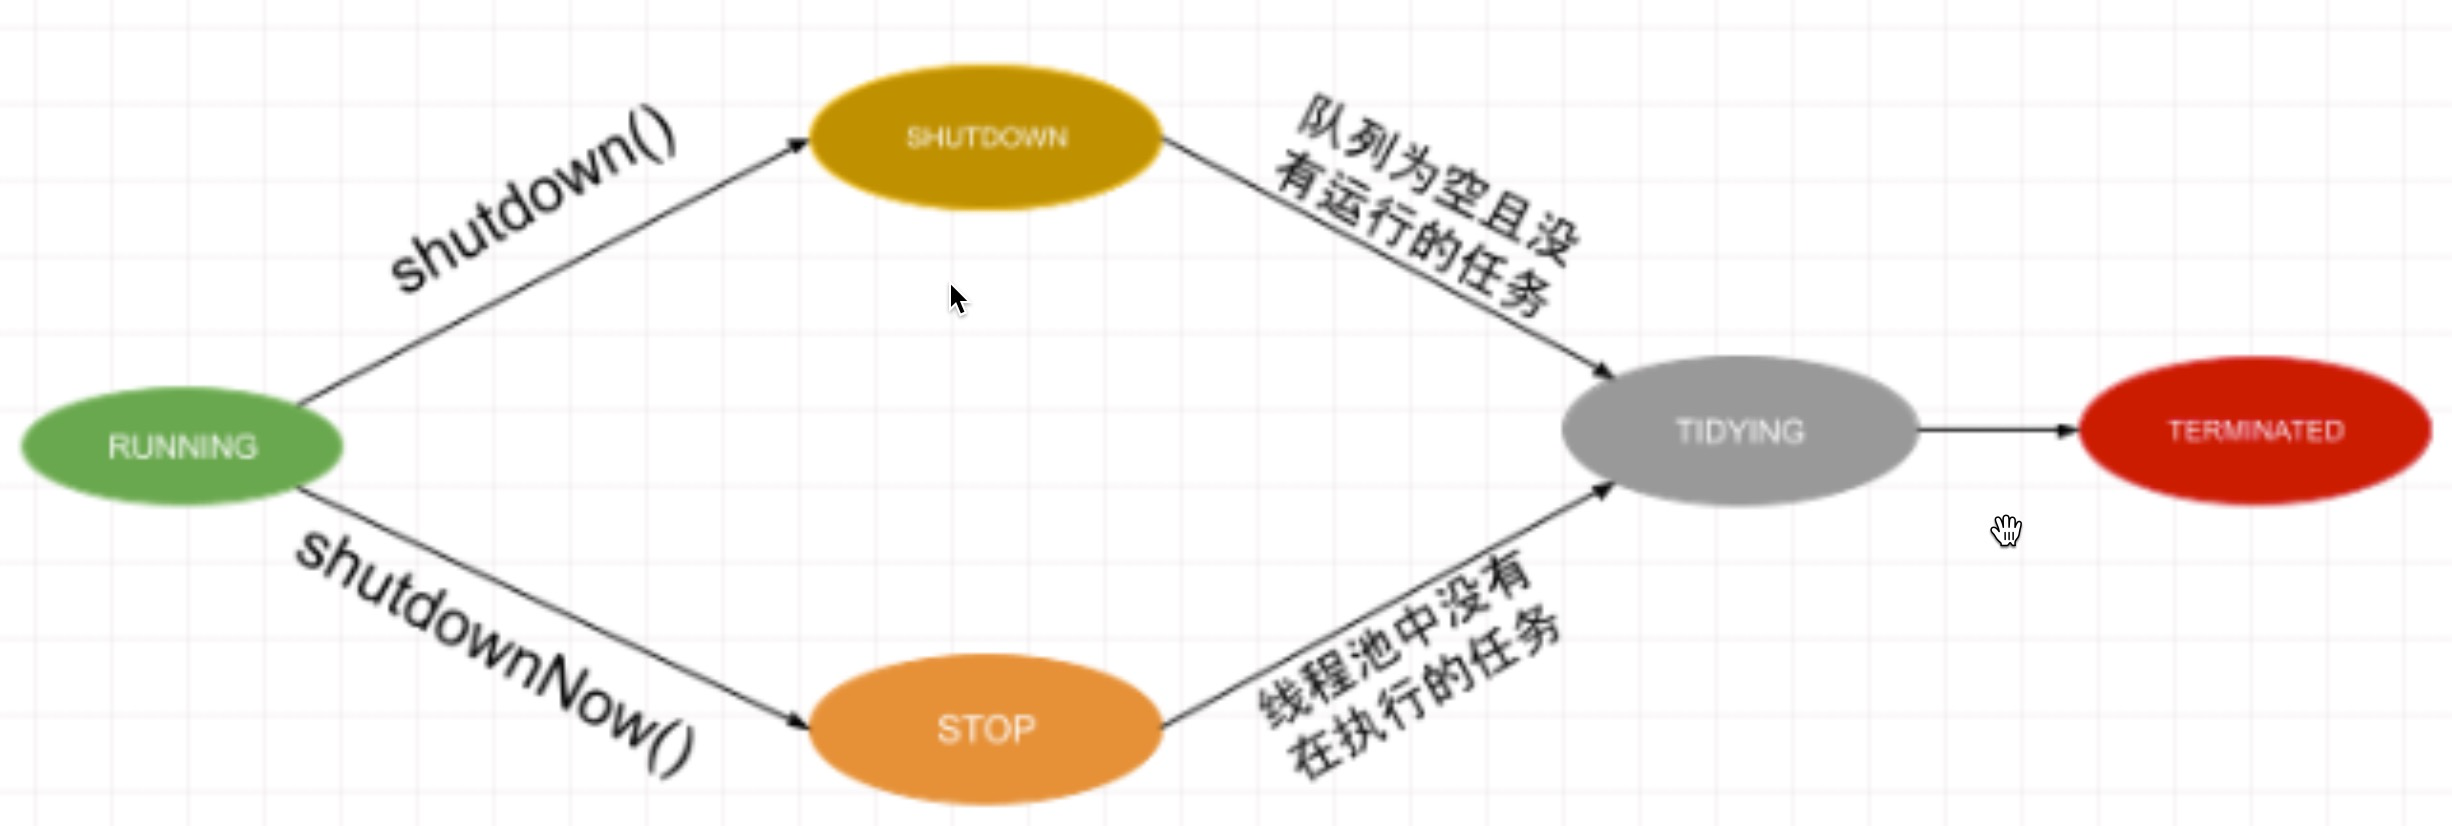 shutdown()
SHUTDOWN
队列为空且没
有运行的任务
RUNNING
TIDYING
TERMINATED
shutdownNow()
STOP
线程池中没有
在执行的任务